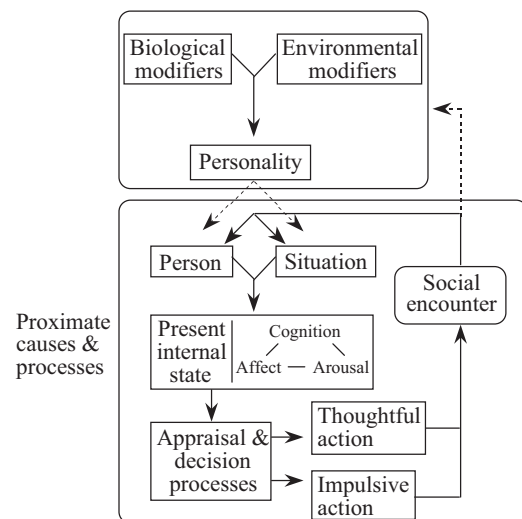 Biological
modifiers
Environmental
modifiers
Personality
Person
Situation
Social
encounter
Proximate
causes &
processes
Present
internal
state
Cognition
Affect
Arousal
Appraisal &
decision
processes
Thoughtful
action
Impulsive
action